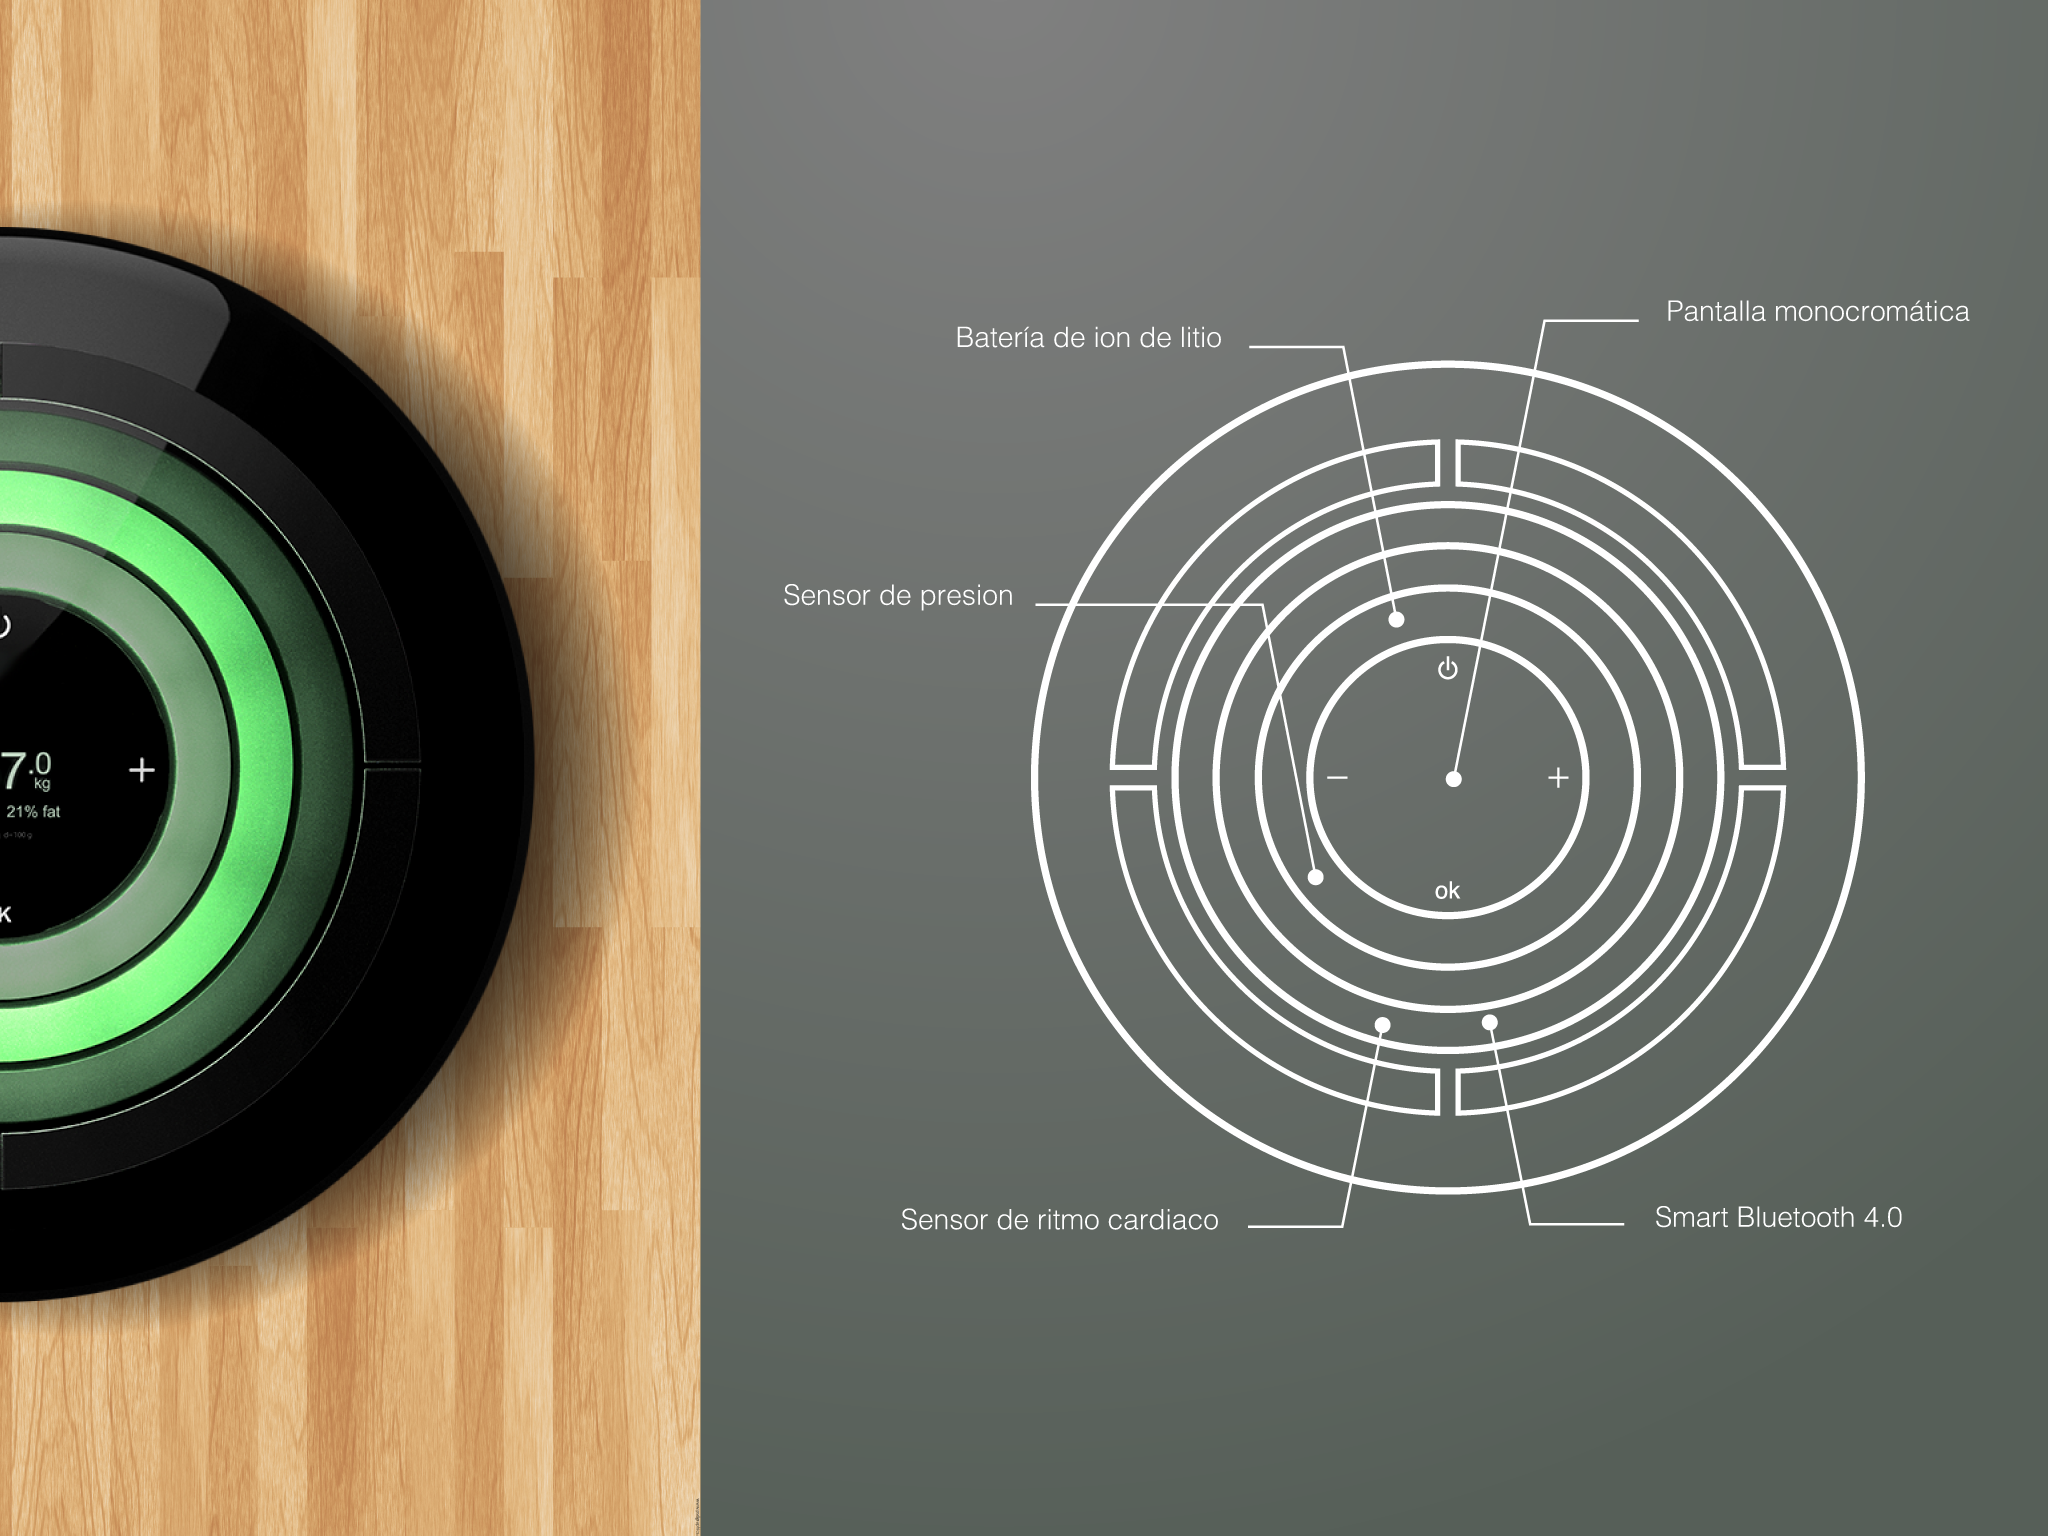 7.0
kg
21% fat
d=100 g
+
K
Batería de ion de litio
Pantalla monocromática
Sensor de presion
− +
ok
Sensor de ritmo cardiaco
Smart Bluetooth 4.0